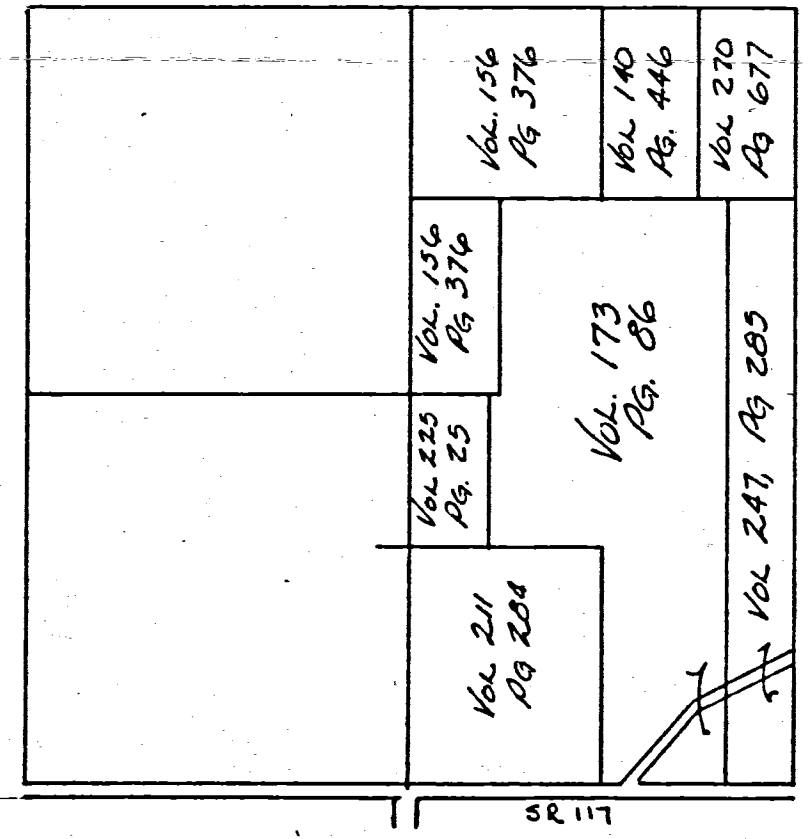 VOL. 156
PG 376
VOL 140
PG. 446
VOL 270
PG 677
VOL. 156
PG 376
VOL. 173
PG. 86
VOL 225
PG. 25
VOL 247, PG 285
VOL 211
PG 284
SR 117